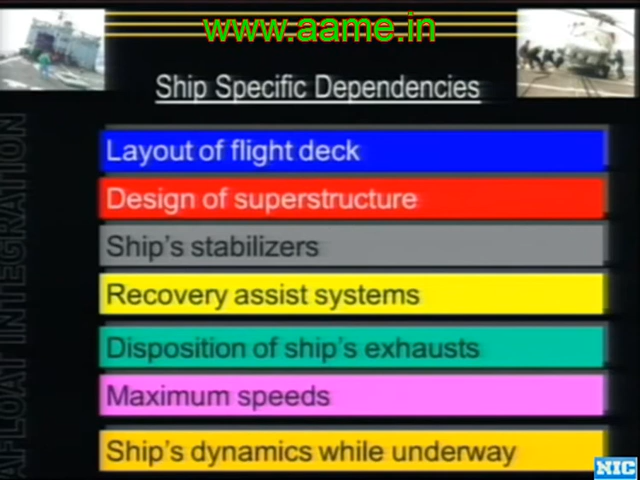 www.aame.in
Ship Specific Dependencies
Layout of flight deck
Design of superstructure
Ship's stabilizers
Recovery assist systems
Disposition of ship's exhausts
Maximum speeds
Ship's dynamics while underway
AFLOAT INTEGRATION
NIC